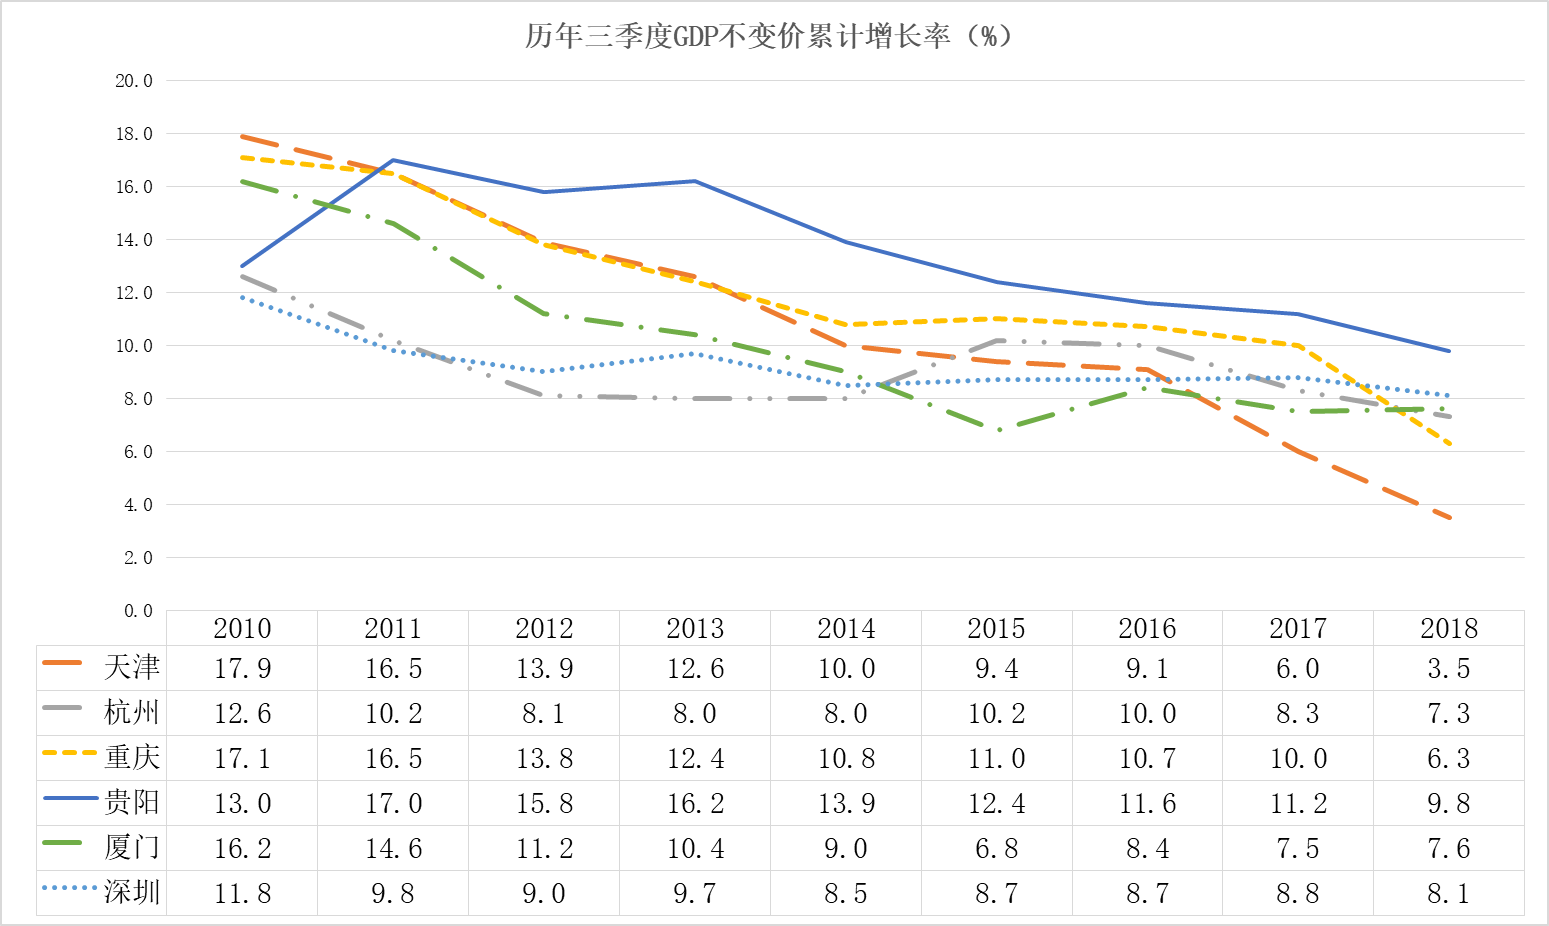 历年三季度GDP不变价累计增长率（%）
20.0
18.0
16.0
14.0
12.0
10.0
8.0
6.0
4.0
2.0
0.0
2010 2011 2012 2013 2014 2015 2016 2017 2018
天津 17.9 16.5 13.9 12.6 10.0 9.4 9.1 6.0 3.5
杭州 12.6 10.2 8.1 8.0 8.0 10.2 10.0 8.3 7.3
重庆 17.1 16.5 13.8 12.4 10.8 11.0 10.7 10.0 6.3
贵阳 13.0 17.0 15.8 16.2 13.9 12.4 11.6 11.2 9.8
厦门 16.2 14.6 11.2 10.4 9.0 6.8 8.4 7.5 7.6
深圳 11.8 9.8 9.0 9.7 8.5 8.7 8.7 8.8 8.1